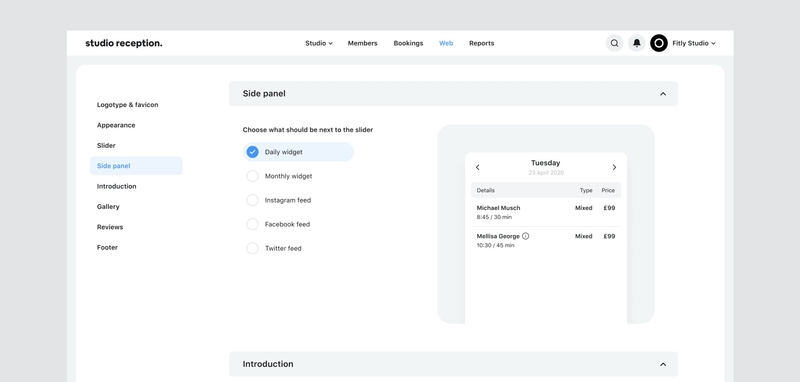 studio reception.
Studio
Members
Bookings
Web
Reports
Fitly Studio
Logotype & favicon
Appearance
Slider
Side panel
Introduction
Gallery
Reviews
Footer
Side panel
Choose what should be next to the slider
Daily widget
Monthly widget
Instagram feed
Facebook feed
Twitter feed
Tuesday
23 April 2020
Details Type Price
Michael Musch Mixed £99
8:45 / 30 min
Mellisa George Mixed £99
10:30 / 45 min
Introduction